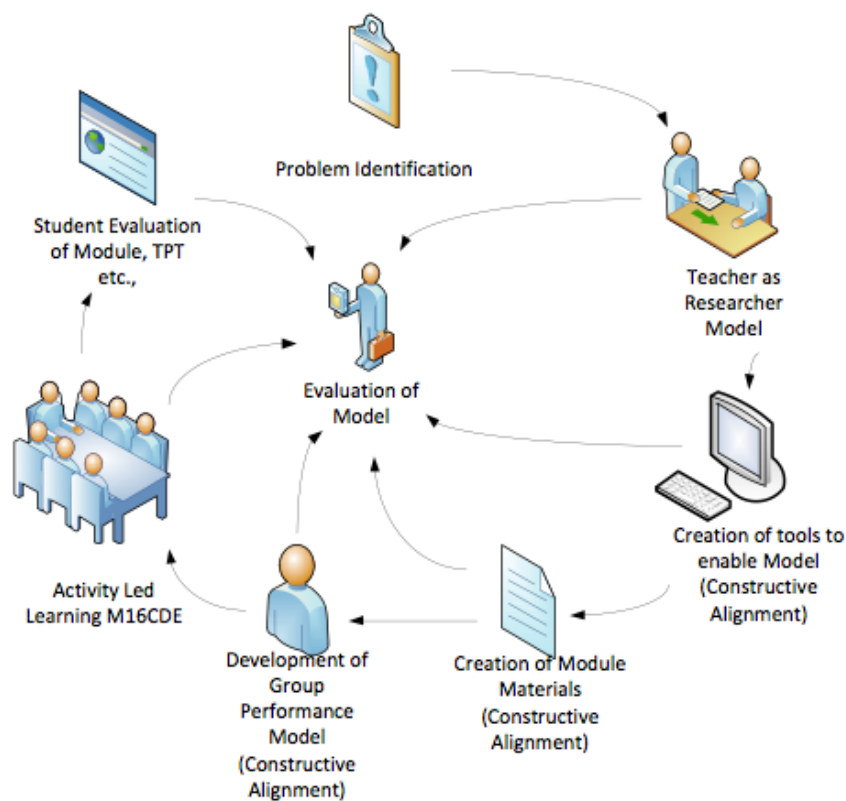 Problem Identification
Teacher as
Researcher
Model
Creation of tools to
enable Model
(Constructive
Alignment)
Creation of Module
Materials
(Constructive
Alignment)
Development of
Group
Performance
Model
(Constructive
Alignment)
Activity Led
Learning M16CDE
Student Evaluation
of Module, TPT
etc.,
Evaluation of
Model